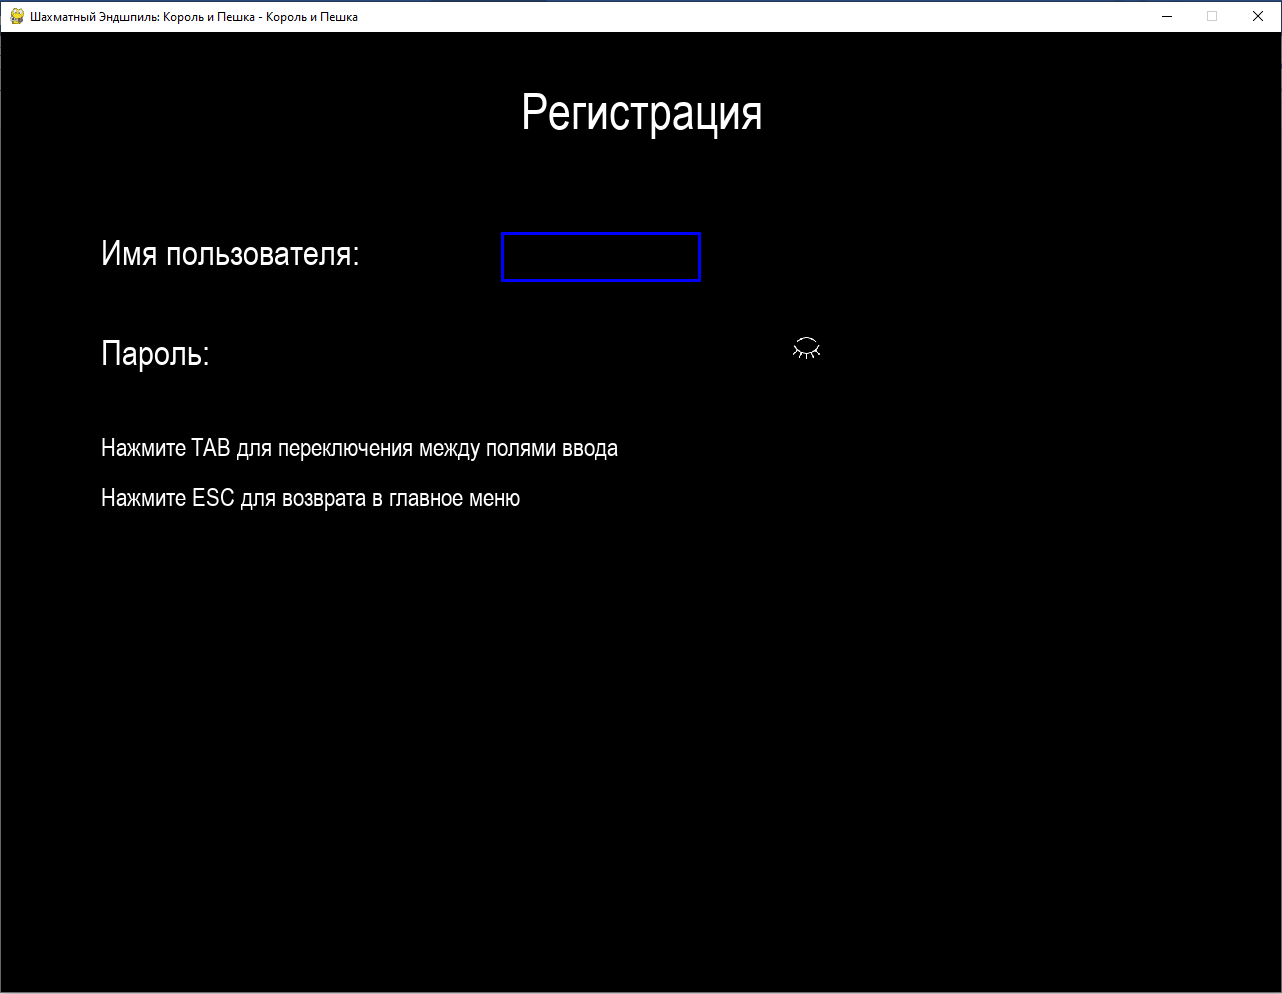 Шахматный Эндшпиль: Король и Пешка - Король и Пешка
Регистрация
Имя пользователя:
Пароль:
Нажмите TAB для переключения между полями ввода
Нажмите ESC для возврата в главное меню